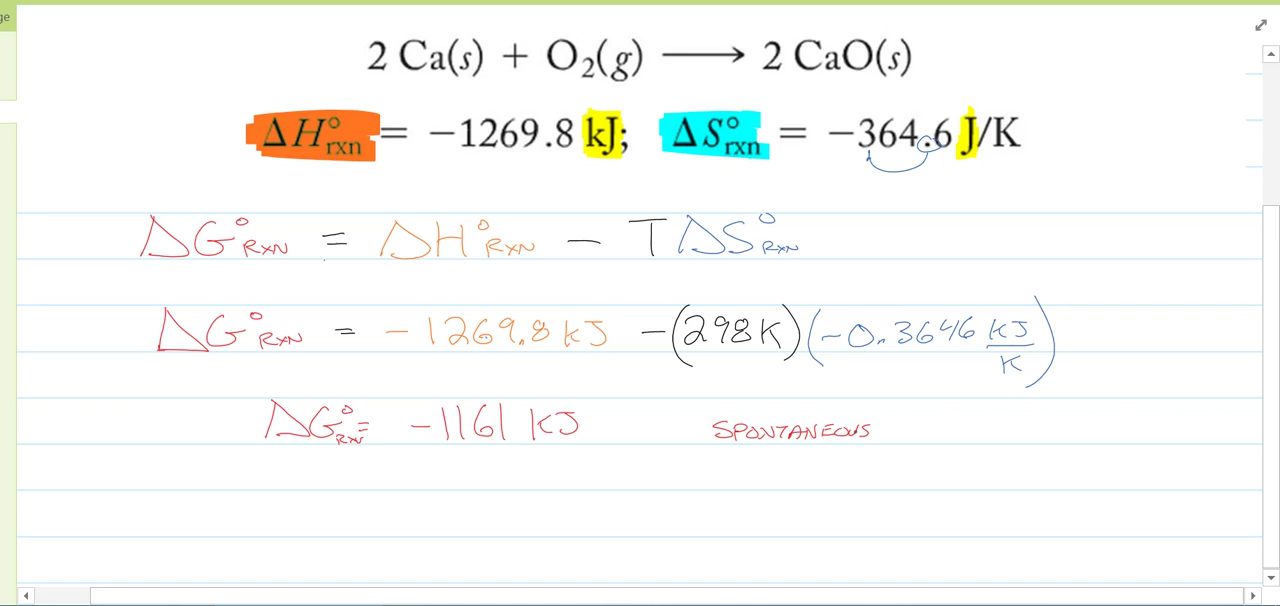 ge
2 Ca(s) + O₂(g) ⟶ 2 CaO(s)
ΔH°rxn = −1269.8 kJ; ΔS°rxn = −364.6 J/K
ΔG°RXN = ΔH°RXN − TΔS°RXN
ΔG°RXN = −1269.8 KJ −(298K)(−0.3646 KJ/K)
ΔG°RXN = −1161 KJ SPONTANEOUS